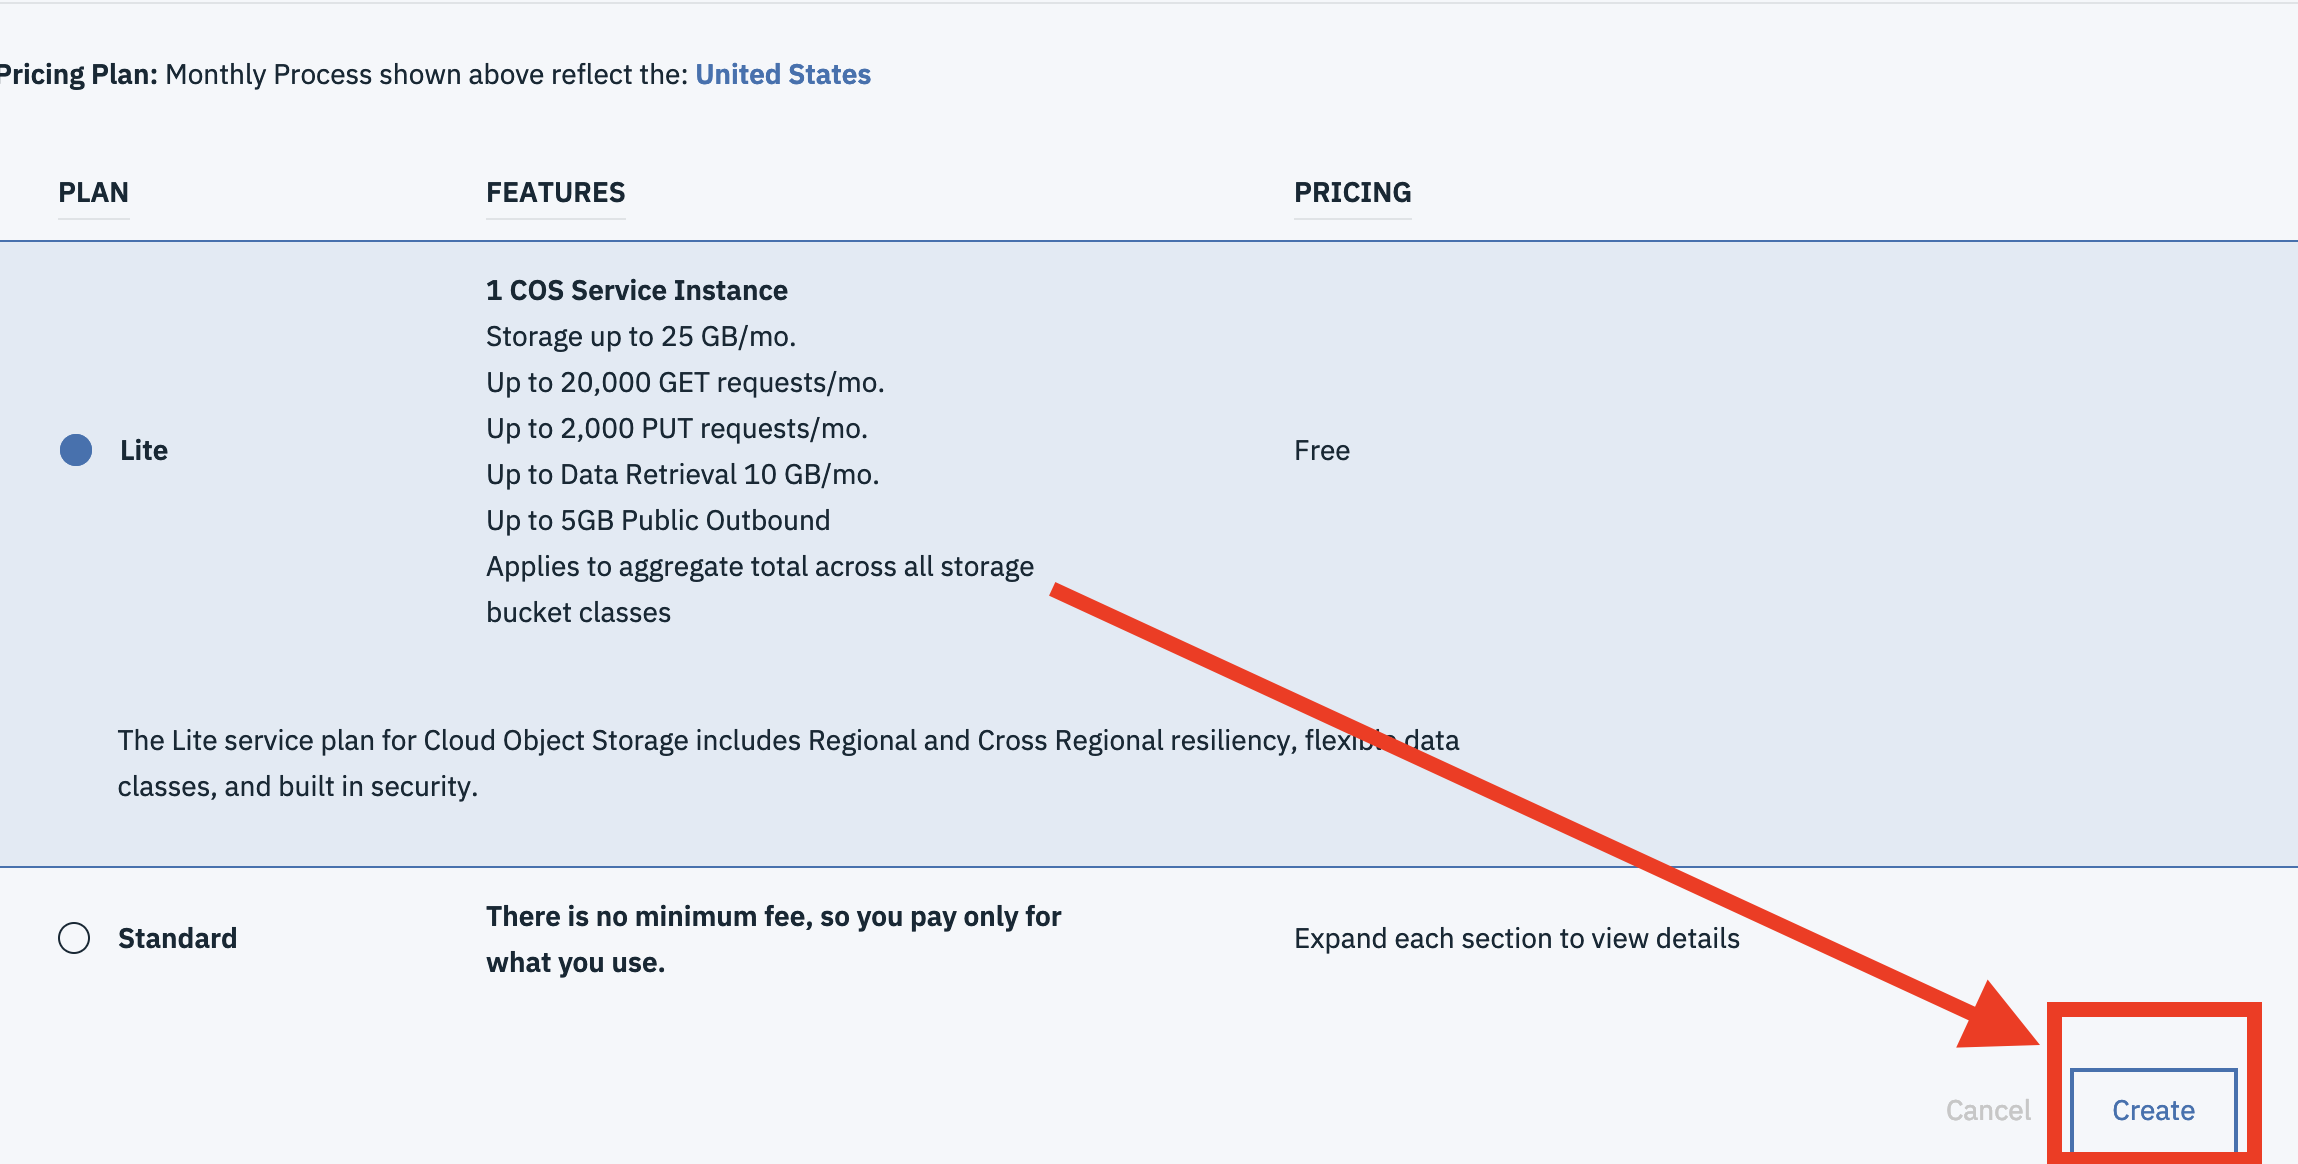 Pricing Plan: Monthly Process shown above reflect the: United States
PLAN FEATURES PRICING
1 COS Service Instance
Storage up to 25 GB/mo.
Up to 20,000 GET requests/mo.
Up to 2,000 PUT requests/mo.
Lite
Free
Up to Data Retrieval 10 GB/mo.
Up to 5GB Public Outbound
Applies to aggregate total across all storage
bucket classes
The Lite service plan for Cloud Object Storage includes Regional and Cross Regional resiliency, flexible data
classes, and built in security.
Standard
There is no minimum fee, so you pay only for
what you use.
Expand each section to view details
Cancel
Create